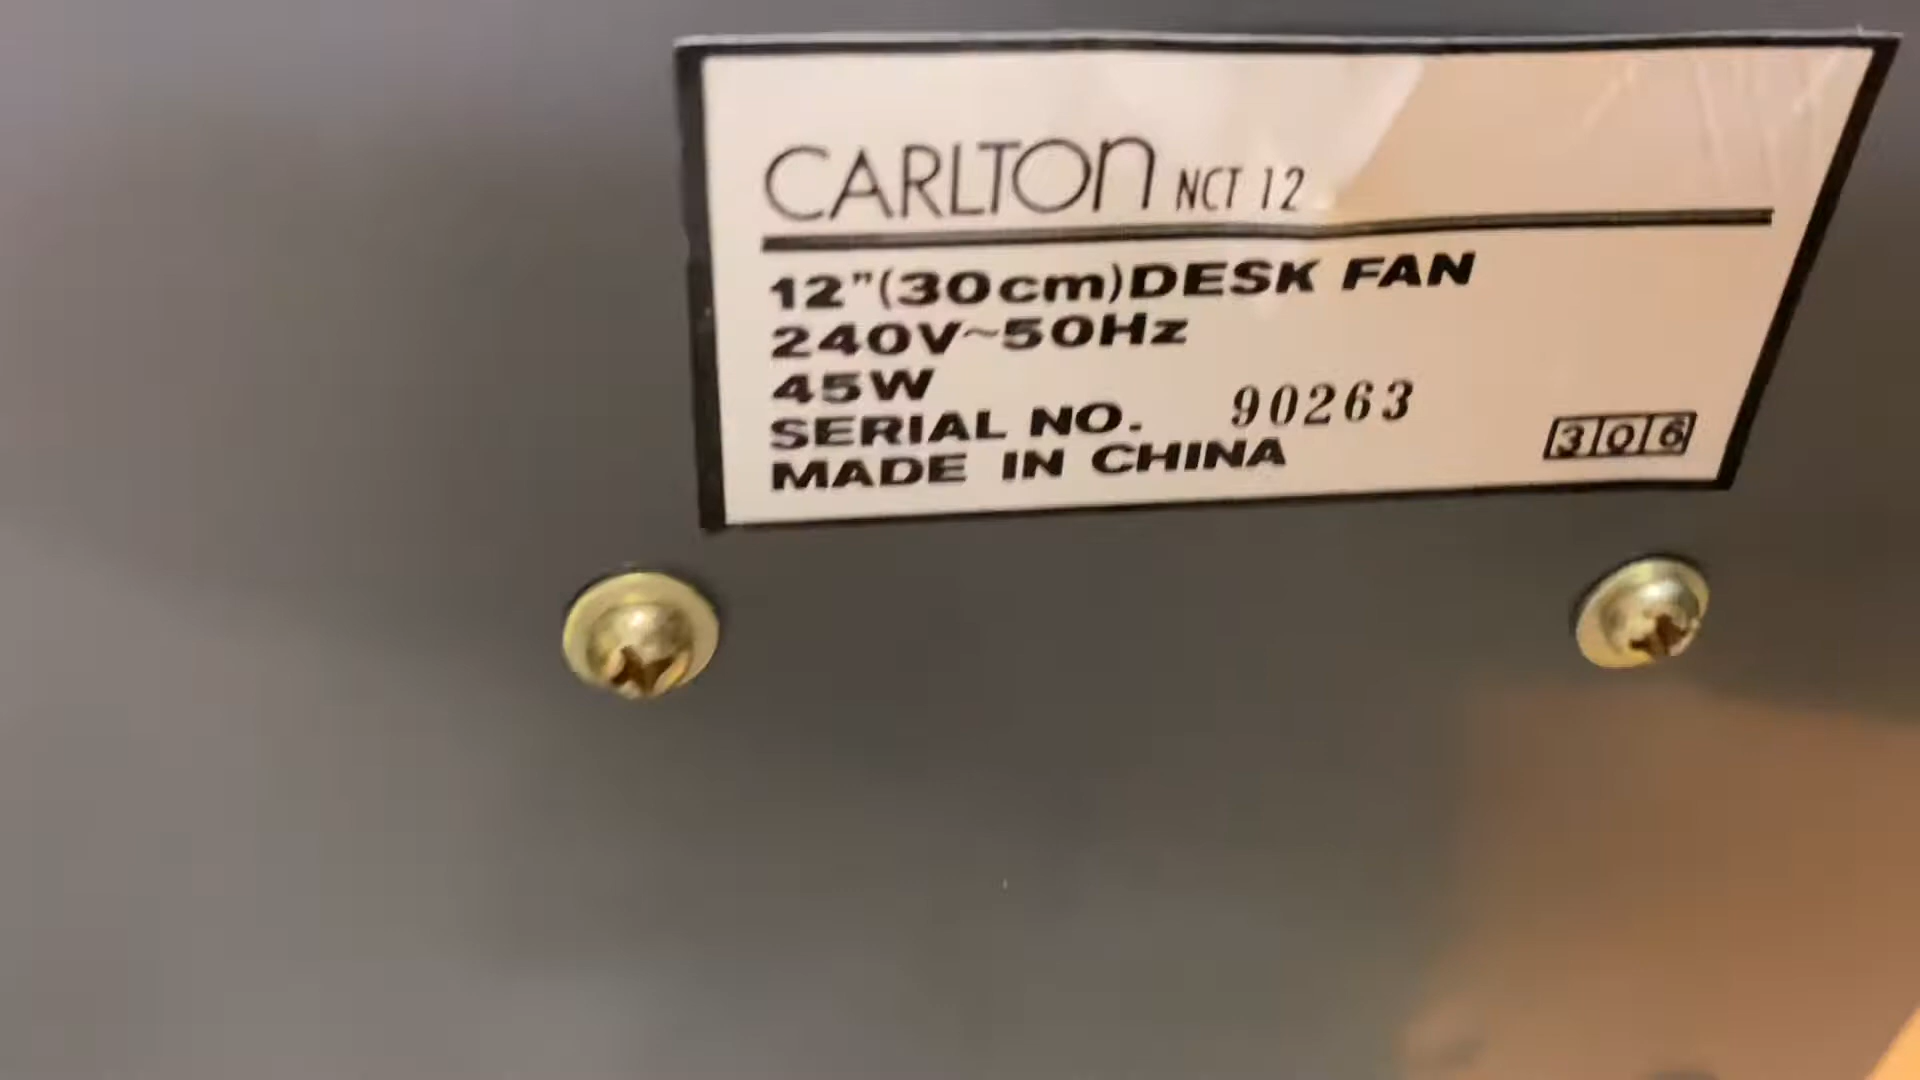 CARLTON NCT 12
12"(30cm)DESK FAN
240V~50Hz
45W
SERIAL NO. 90263
MADE IN CHINA
306